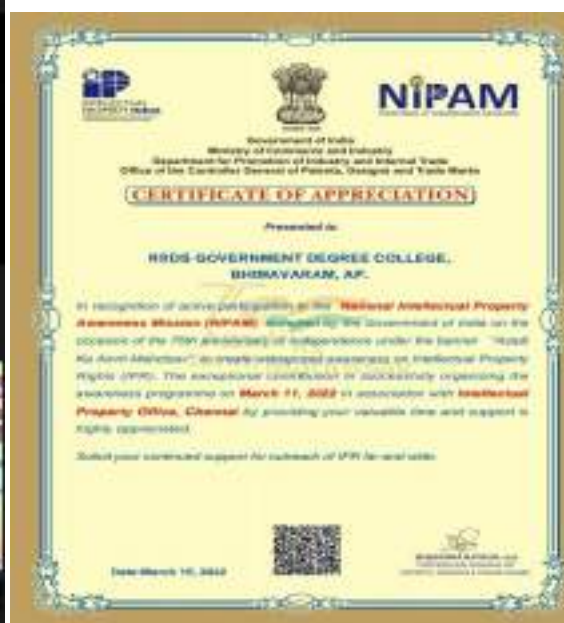 iP
INTELLECTUAL
PROPERTY INDIA
NiPAM
Government of India
Ministry of Commerce and Industry
Department for Promotion of Industry and Internal Trade
Office of the Controller General of Patents, Designs and Trade Marks
CERTIFICATE OF APPRECIATION
Presented to
GOVERNMENT DEGREE COLLEGE,
BHIMAVARAM, AP.
In recognition of active participation in the National Intellectual Property
Awareness Mission (NIPAM) by the Government of India on the
occasion of the 75th anniversary of independence under the banner "Azadi
Ka Amrit Mahotsav", to create widespread awareness on Intellectual Property
Rights (IPR). The exceptional contribution in successfully organizing the
awareness programme on March 11, 2022 in association with Intellectual
Property Office, Chennai by providing your valuable time and support is
highly appreciated.
Solicit your continued support for outreach of IPR far and wide.
Date: March 2022